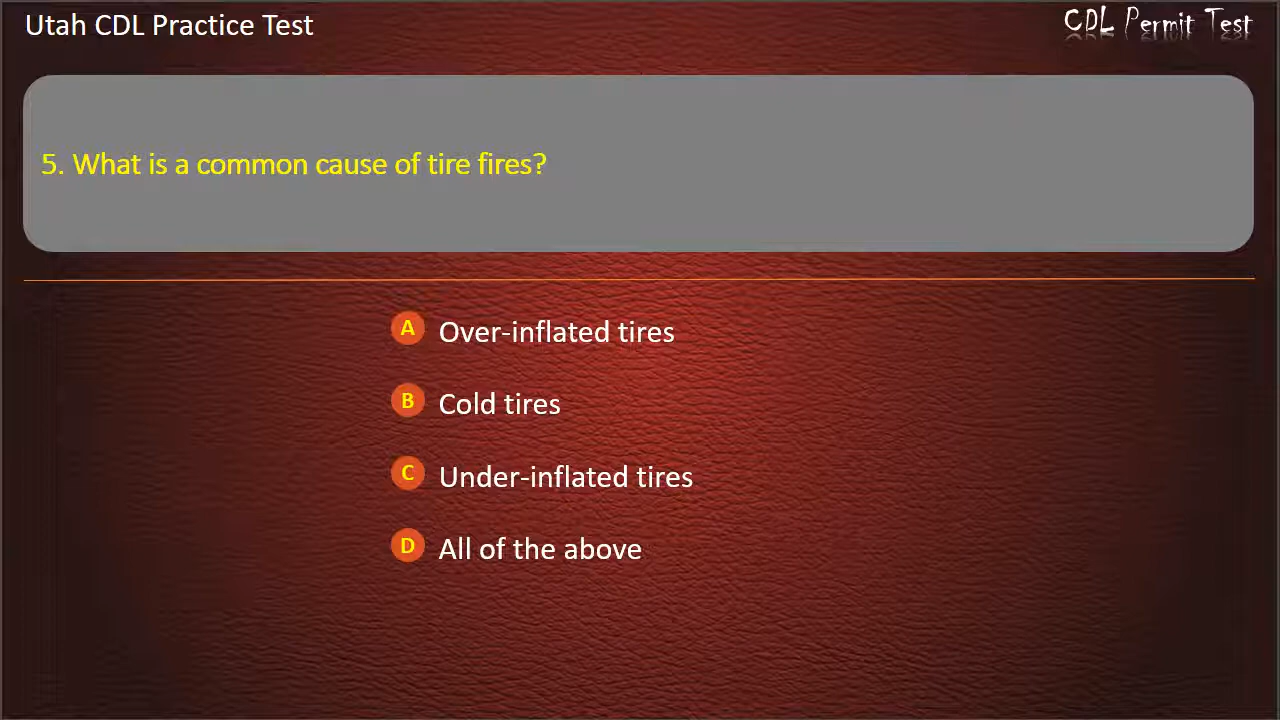 Utah CDL Practice Test
CDL Permit Test
5. What is a common cause of tire fires?
A Over-inflated tires
B Cold tires
C Under-inflated tires
D All of the above